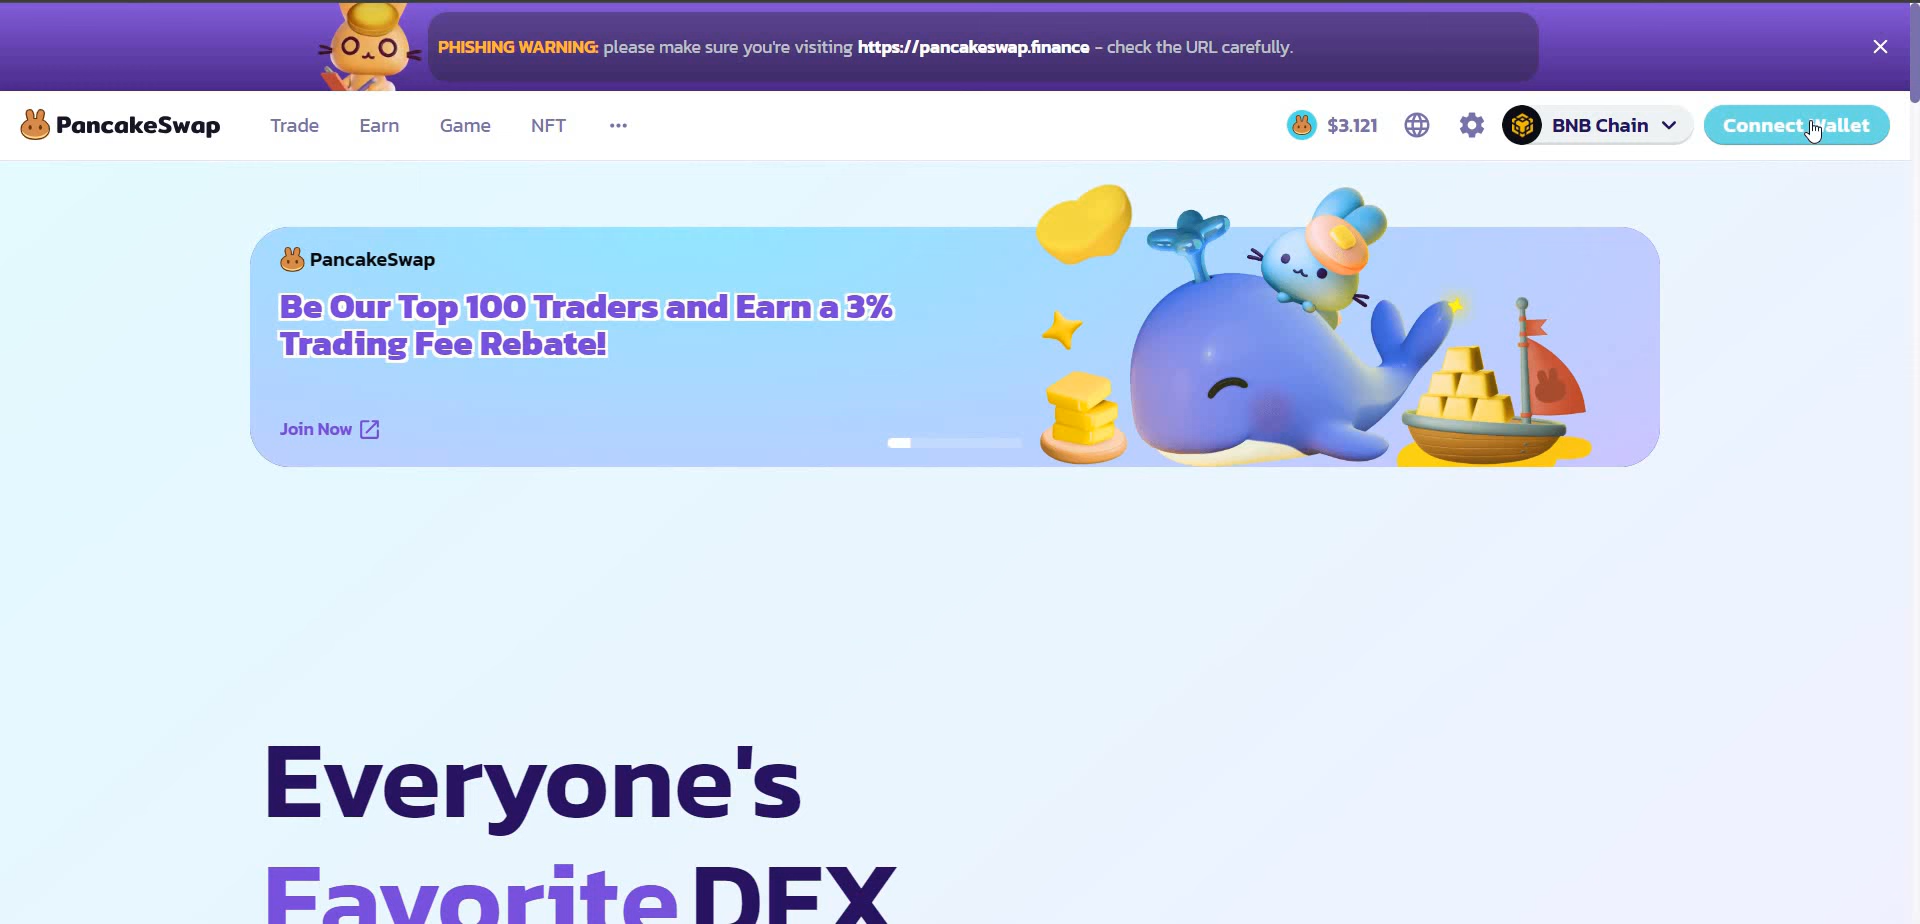 PHISHING WARNING: please make sure you're visiting https://pancakeswap.finance - check the URL carefully.
PancakeSwap Trade Earn Game NFT $3.121 BNB Chain Connect Wallet
PancakeSwap
Be Our Top 100 Traders and Earn a 3%
Trading Fee Rebate!
Join Now
Everyone's
Favorite DEX